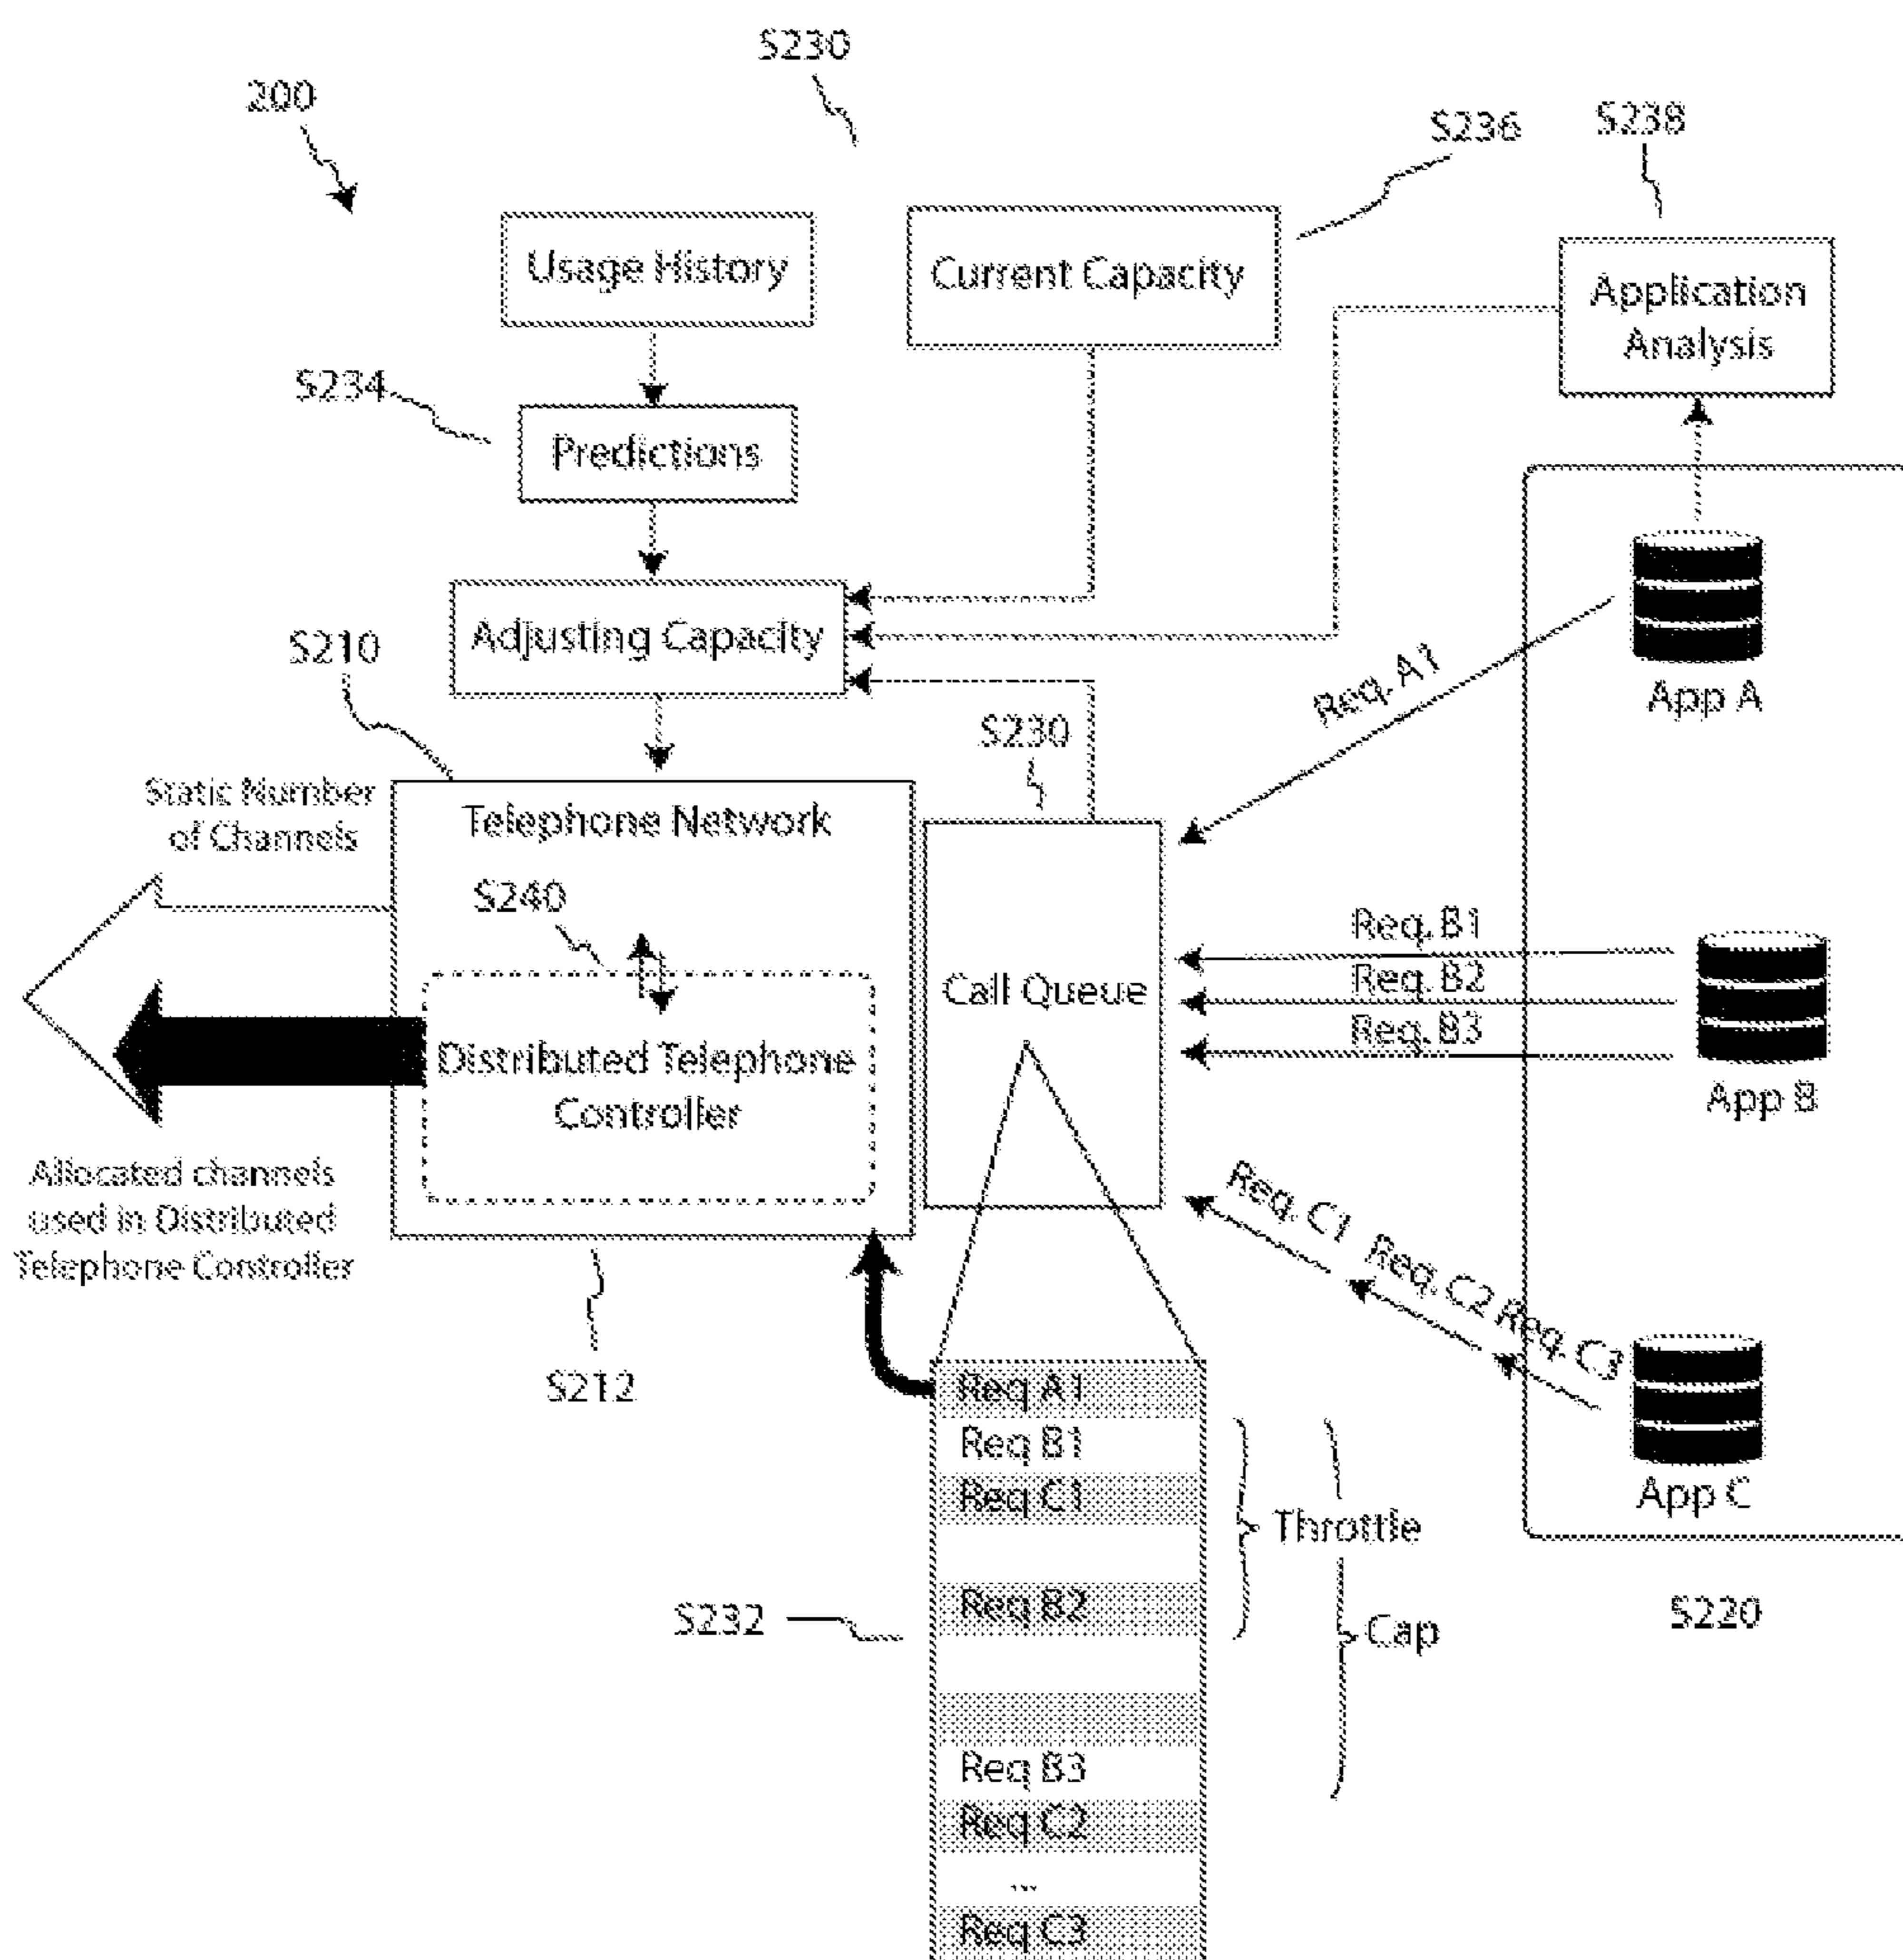 S230
200
S236
S238
Usage History
Current Capacity
Application
Analysis
S234
Predictions
Adjusting Capacity
S210
Req. A1
App A
S230
Static Number
of Channels
Telephone Network
S240
Req. B1
Req. B2
Req. B3
Call Queue
Distributed Telephone
Controller
App B
Allocated channels
used in Distributed
Telephone Controller
Req. C1
Req. C2
Req. C3
S212
Req A1
Req B1
Req C1
Throttle
App C
Req B2
S232
Cap
S220
Req B3
Req C2
...
Req C3